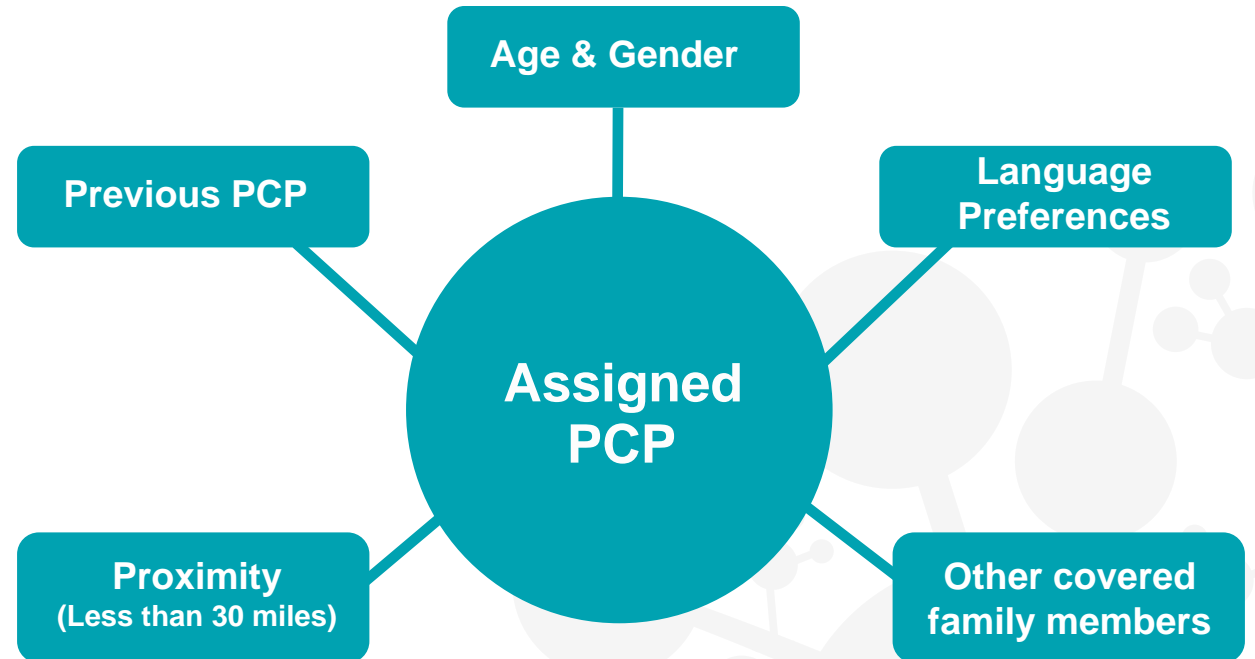 Age & Gender
Previous PCP
Language
Preferences
Assigned
PCP
Proximity
(Less than 30 miles)
Other covered
family members